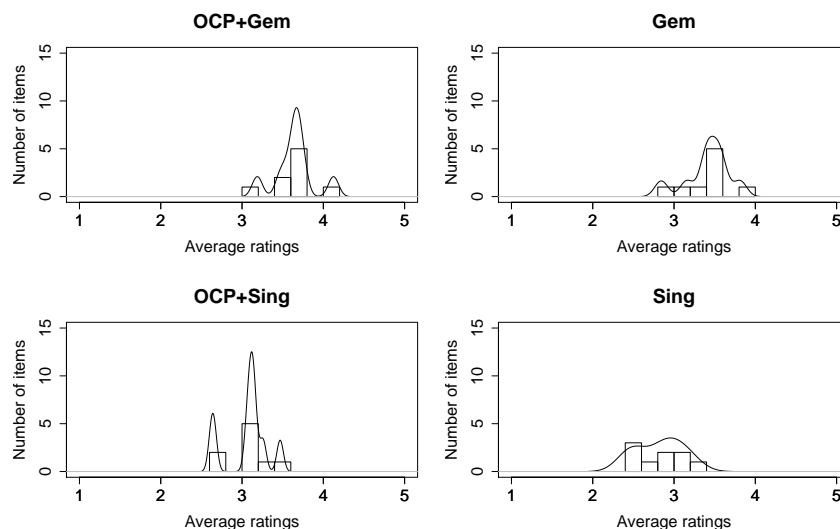 OCP+Gem
Number of items
0 5 10 15
1 2 3 4 5
Average ratings
Gem
Number of items
0 5 10 15
1 2 3 4 5
Average ratings
OCP+Sing
Number of items
0 5 10 15
1 2 3 4 5
Average ratings
Sing
Number of items
0 5 10 15
1 2 3 4 5
Average ratings